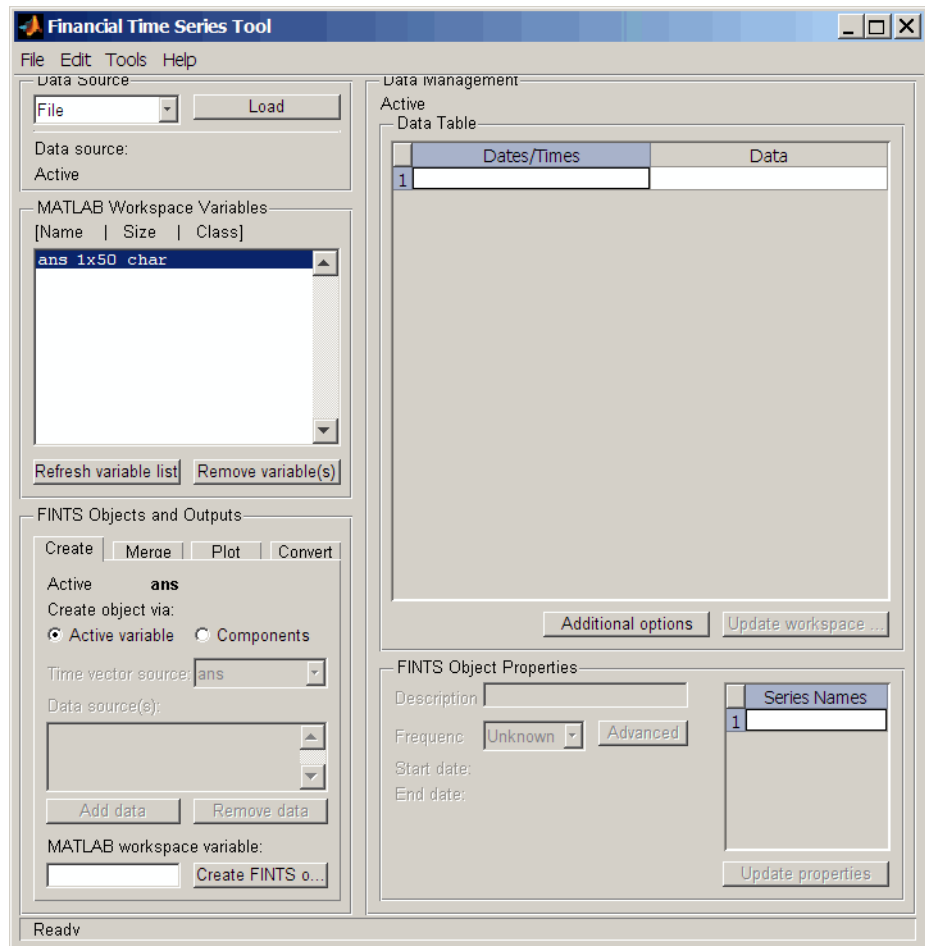 Financial Time Series Tool
File Edit Tools Help
Data Source
File
Load
Data source:
Active
MATLAB Workspace Variables
[Name | Size | Class]
ans 1x50 char
Refresh variable list
Remove variable(s)
FINTS Objects and Outputs
Create
Merge
Plot
Convert
Active ans
Create object via:
Active variable
Components
Time vector source:
ans
Data source(s):
Add data
Remove data
MATLAB workspace variable:
Create FINTS o...
Data Management
Active
Data Table
Dates/Times
Data
1
Additional options
Update workspace ...
FINTS Object Properties
Description
Frequenc
Unknown
Advanced
Start date:
End date:
Series Names
1
Update properties
Ready